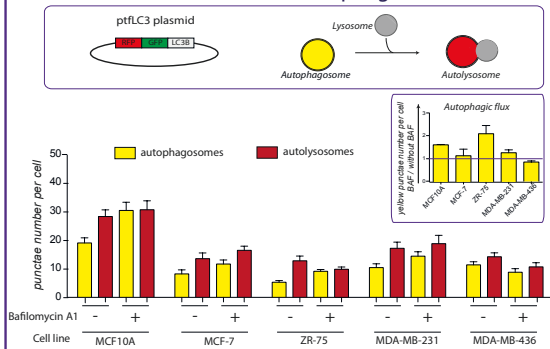 ptfLC3 plasmid
RFP GFP LC3B
Lysosome
Autophagosome
Autolysosome
Autophagic flux
yellow punctae number per cell
BAF / without BAF
3
2
1
0
MCF10A
MCF-7
ZR-75
MDA-MB-231
MDA-MB-436
autophagosomes
autolysosomes
punctae number per cell
50
40
30
20
10
0
Bafilomycin A1 - + - + - + - + - +
Cell line MCF10A MCF-7 ZR-75 MDA-MB-231 MDA-MB-436